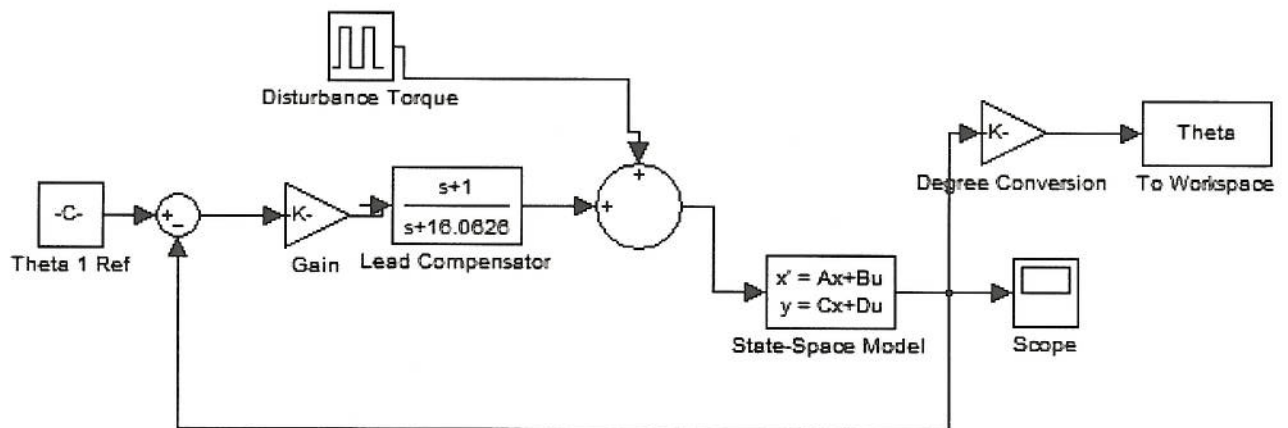 Disturbance Torque
-C-
Theta 1 Ref
+
−
K-
Gain
s+1
s+16.0626
Lead Compensator
+
+
x' = Ax+Bu
y = Cx+Du
State-Space Model
K-
Degree Conversion
Theta
To Workspace
Scope